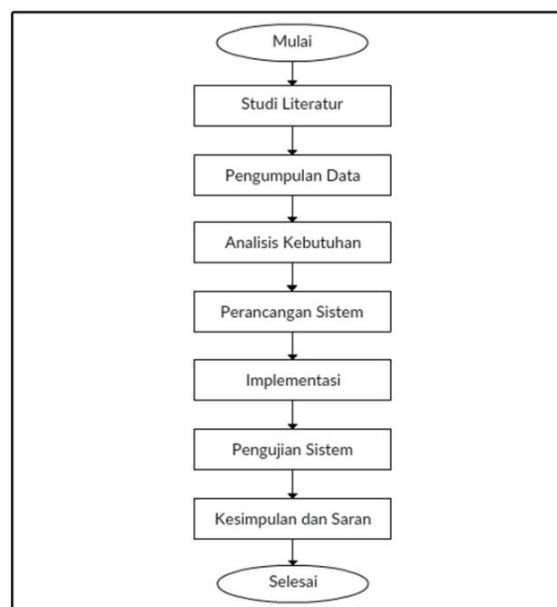 Mulai
Studi Literatur
Pengumpulan Data
Analisis Kebutuhan
Perancangan Sistem
Implementasi
Pengujian Sistem
Kesimpulan dan Saran
Selesai